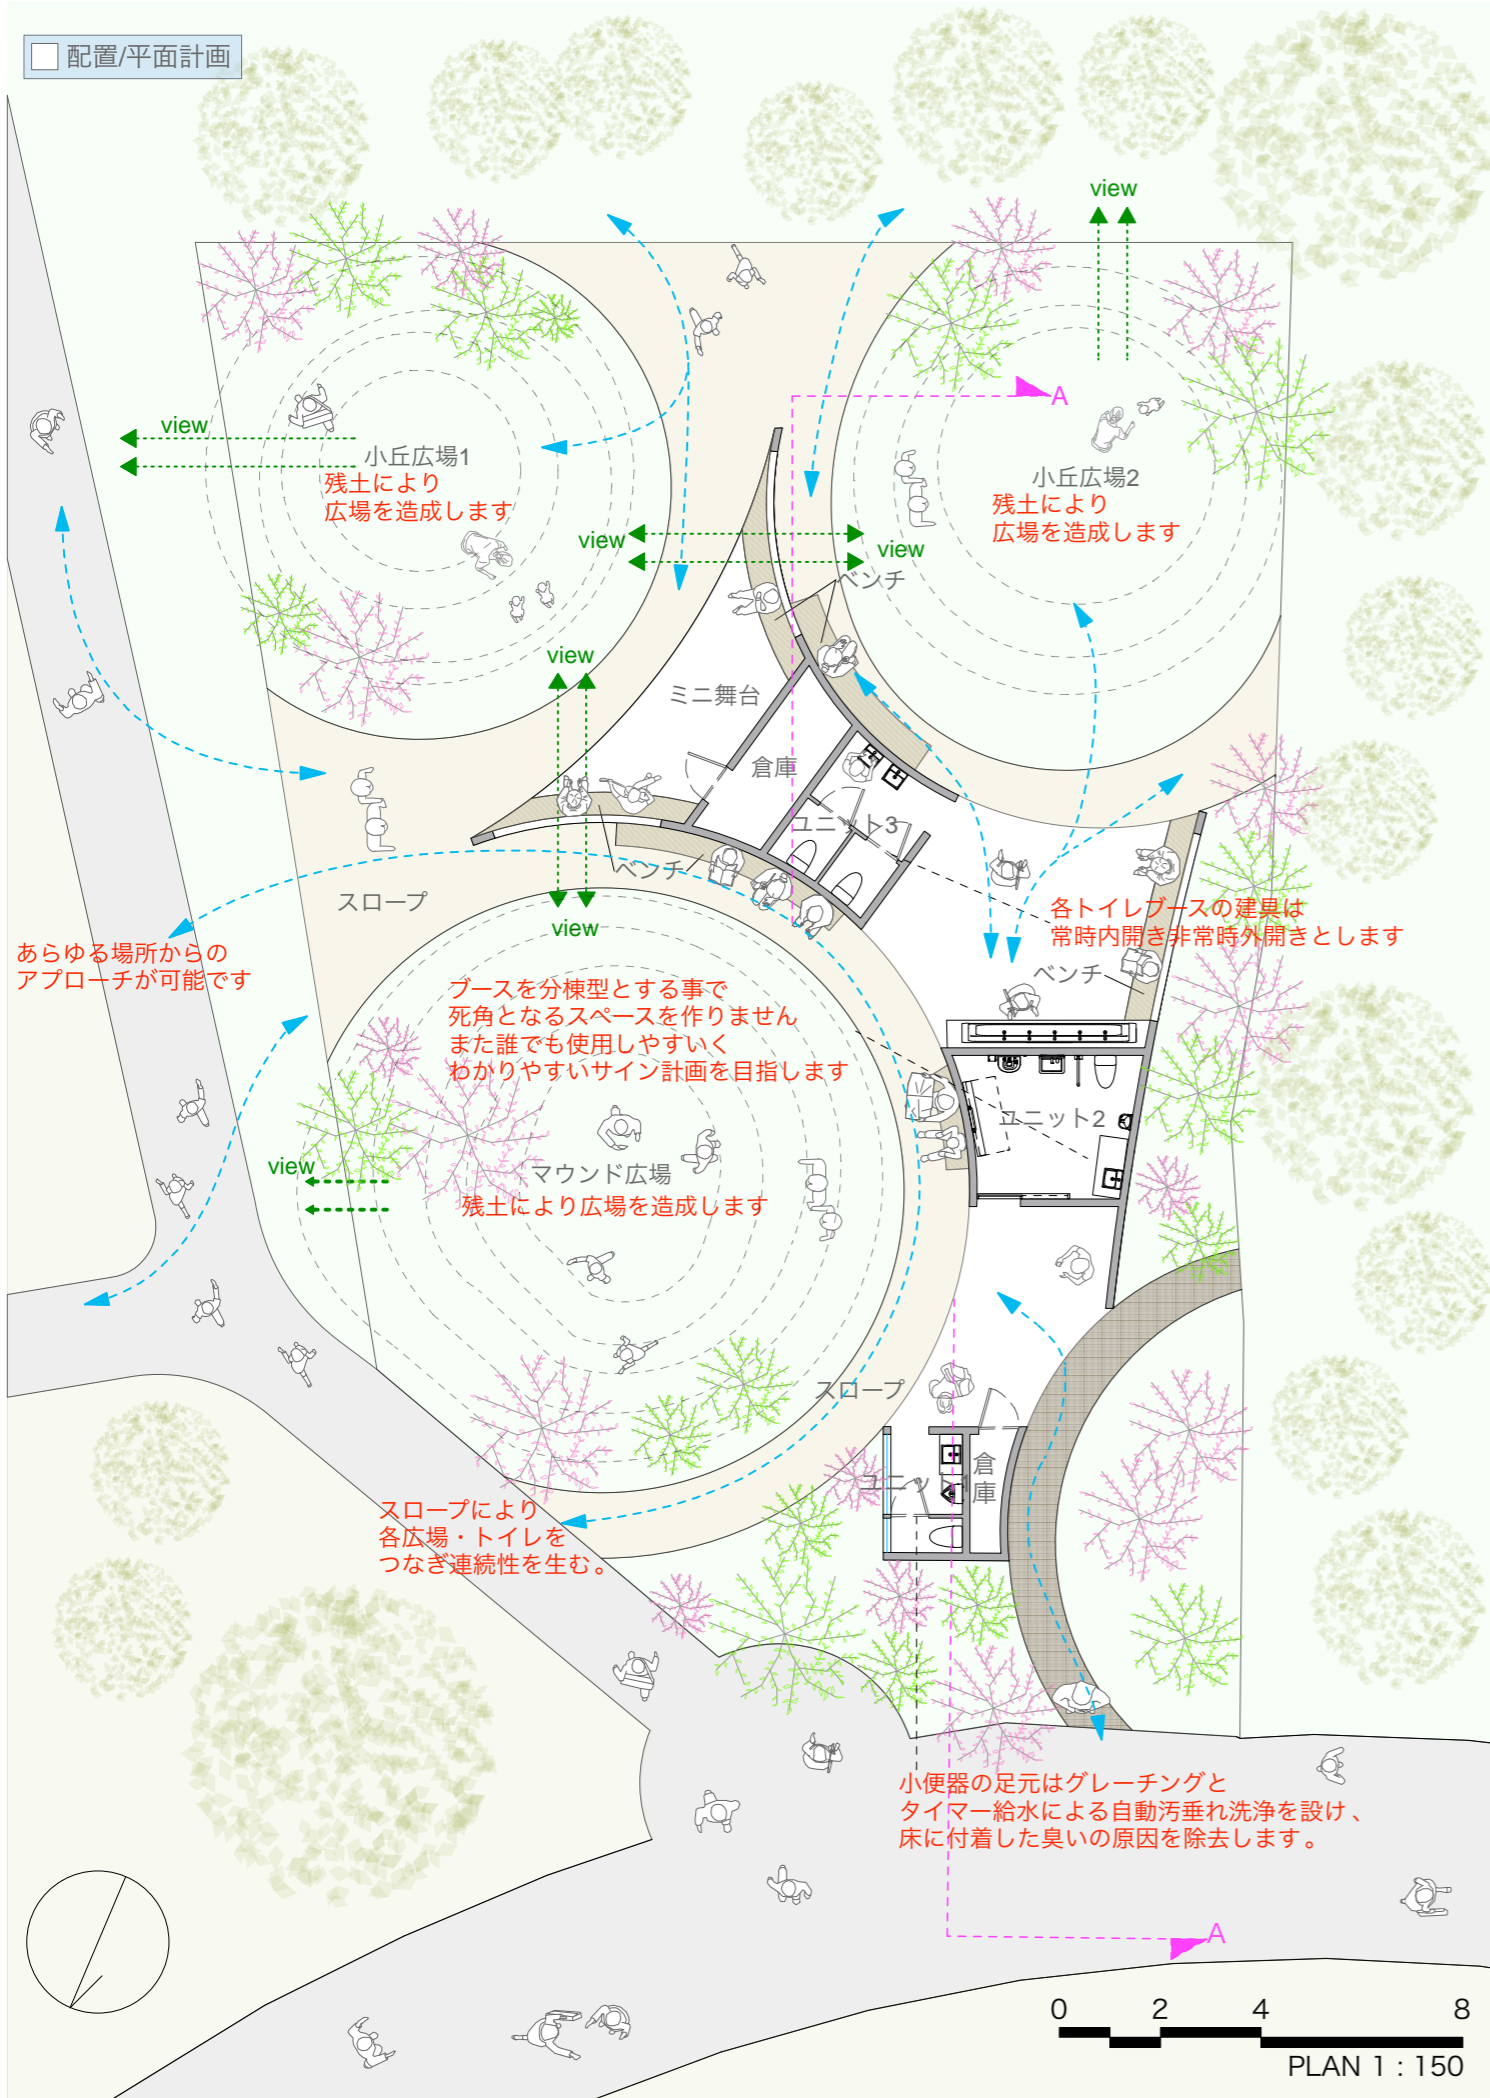 配置/平面計画
view
A
view
小丘広場1
残土により
広場を造成します
小丘広場2
残土により
広場を造成します
view
view
ベンチ
view
ミニ舞台
倉庫
ユニット3
ベンチ
スロープ
view
各トイレブースの建具は
常時内開き非常時外開きとします
ベンチ
あらゆる場所からの
アプローチが可能です
ブースを分棟型とする事で
死角となるスペースを作りません
また誰でも使用しやすいく
わかりやすいサイン計画を目指します
ユニット2
view
マウンド広場
残土により広場を造成します
スロープ
倉庫
スロープにより
各広場・トイレを
つなぎ連続性を生む。
小便器の足元はグレーチングと
タイマー給水による自動汚垂れ洗浄を設け、
床に付着した臭いの原因を除去します。
A
0 2 4 8
PLAN 1 : 150